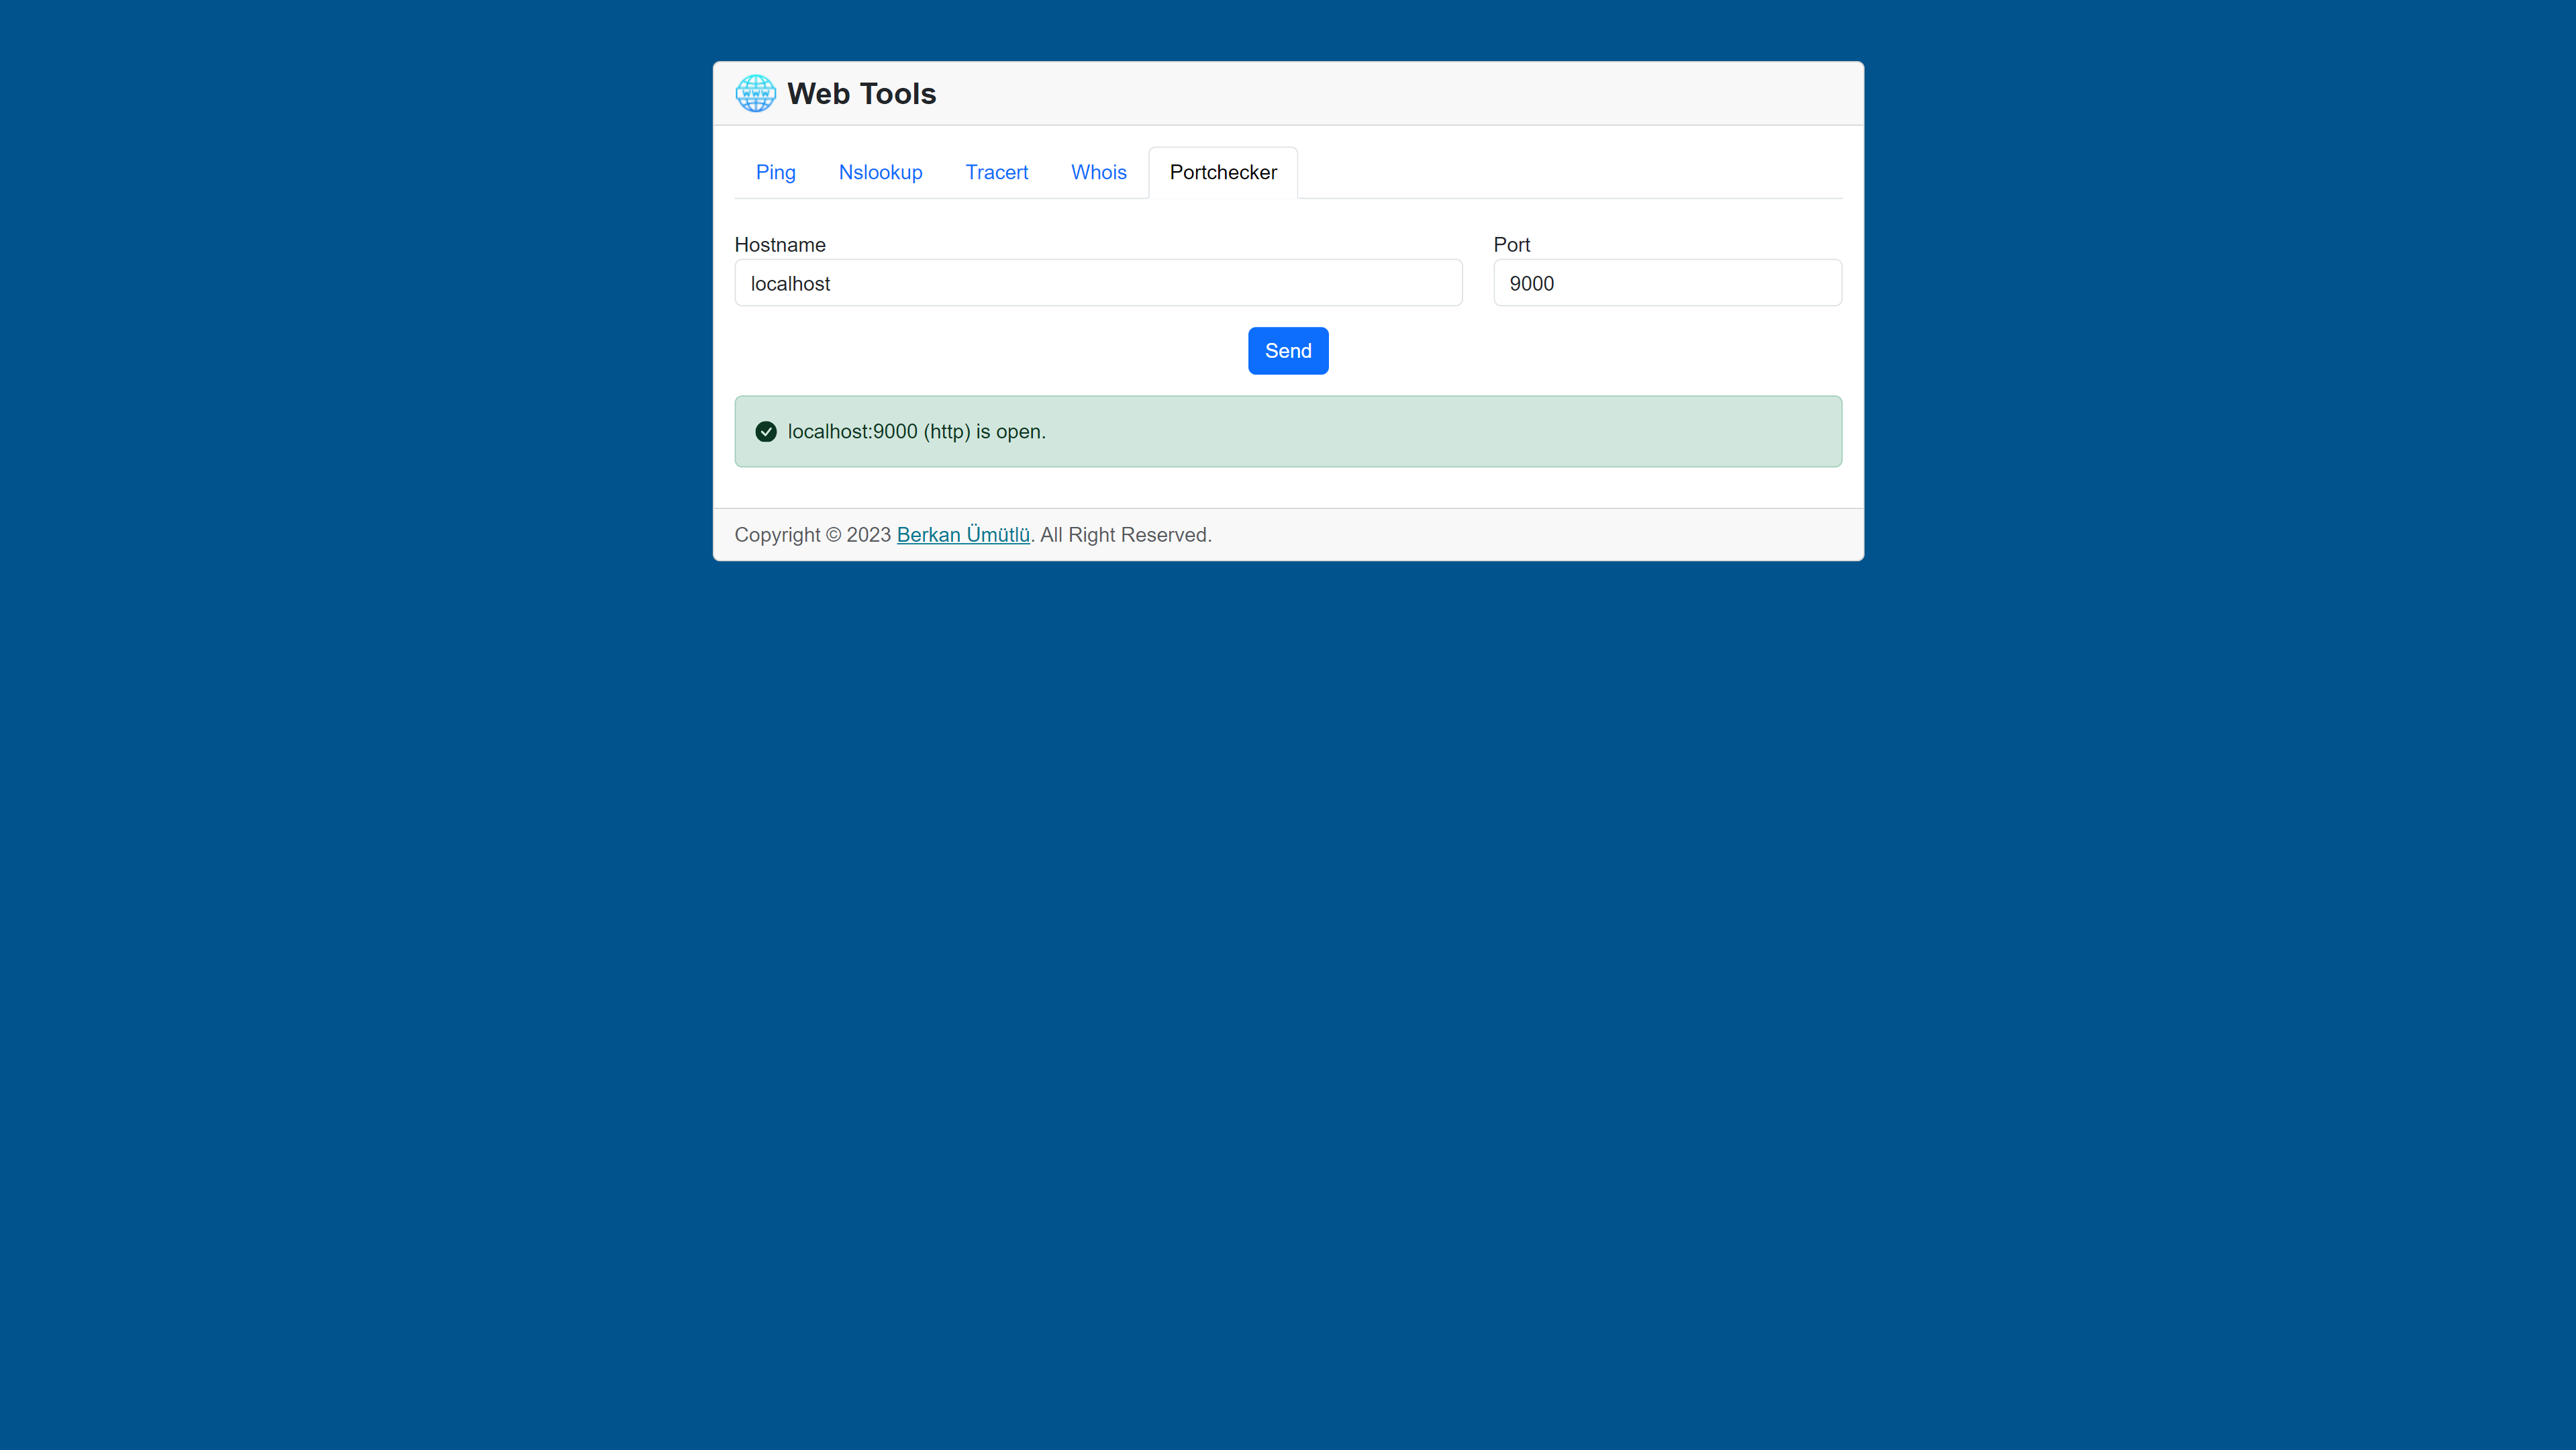 WWW Web Tools
Ping Nslookup Tracert Whois Portchecker
Hostname Port
localhost 9000
Send
localhost:9000 (http) is open.
Copyright © 2023 Berkan Ümütlü. All Right Reserved.